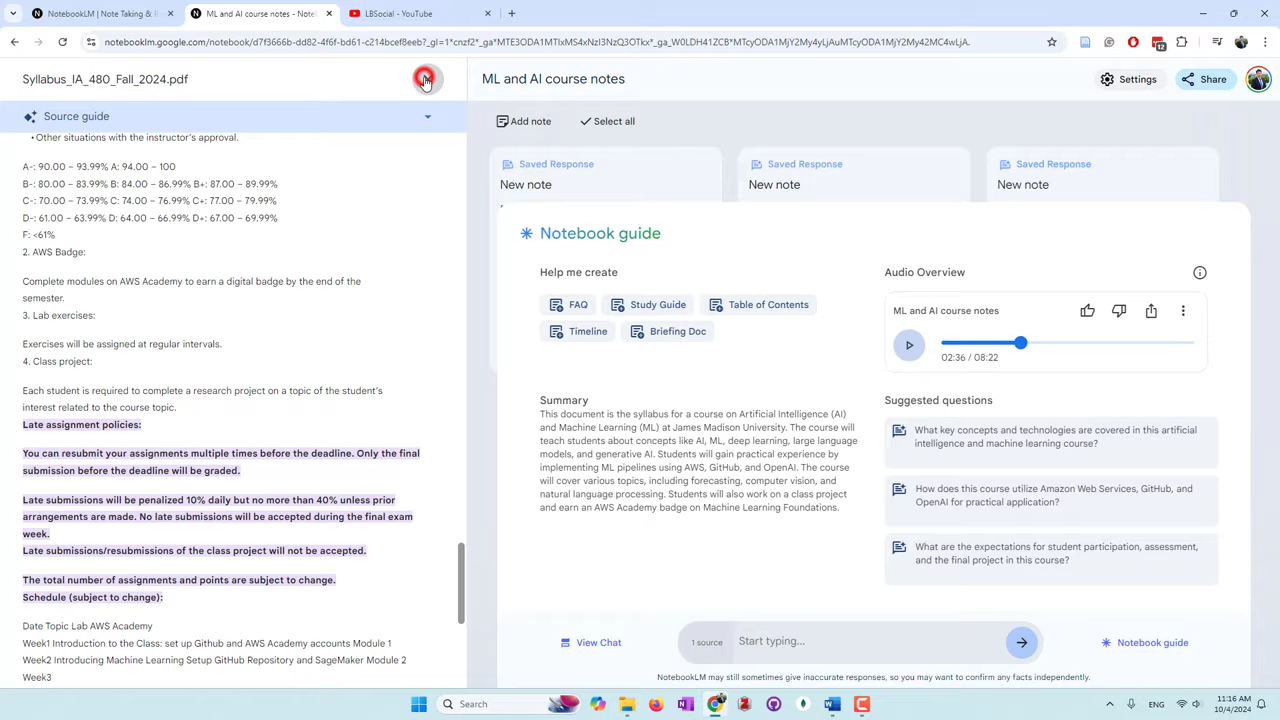 NotebookLM | Note Taking & R
ML and AI course notes - Note
LBSocial - YouTube
notebooklm.google.com/notebook/d7f3666b-dd82-4f6f-bd61-c214bcef8eeb?_gl=1*cnzf2*_ga*MTE3ODA1MTIxMS4xNzI3NzQ3OTkx*_ga_W0LDH41ZCB*MTcyODA1MjY2My4yLjAuMTcyODA1MjY2My42MC4wLjA.
12
Syllabus_IA_480_Fall_2024.pdf
Source guide
• Other situations with the instructor's approval.
A-: 90.00 – 93.99% A: 94.00 - 100
B-: 80.00 – 83.99% B: 84.00 – 86.99% B+: 87.00 - 89.99%
C-: 70.00 – 73.99% C: 74.00 - 76.99% C+: 77.00 - 79.99%
D-: 61.00 – 63.99% D: 64.00 – 66.99% D+: 67.00 – 69.99%
F: <61%
2. AWS Badge:
Complete modules on AWS Academy to earn a digital badge by the end of the
semester.
3. Lab exercises:
Exercises will be assigned at regular intervals.
4. Class project:
Each student is required to complete a research project on a topic of the student's
interest related to the course topic.
Late assignment policies:
You can resubmit your assignments multiple times before the deadline. Only the final
submission before the deadline will be graded.
Late submissions will be penalized 10% daily but no more than 40% unless prior
arrangements are made. No late submissions will be accepted during the final exam
week.
Late submissions/resubmissions of the class project will not be accepted.
The total number of assignments and points are subject to change.
Schedule (subject to change):
Date Topic Lab AWS Academy
Week1 Introduction to the Class: set up Github and AWS Academy accounts Module 1
Week2 Introducing Machine Learning Setup GitHub Repository and SageMaker Module 2
Week3
ML and AI course notes
Settings
Share
Add note
Select all
Saved Response
New note
Saved Response
New note
Saved Response
New note
Notebook guide
Help me create
FAQ
Study Guide
Table of Contents
Timeline
Briefing Doc
Audio Overview
ML and AI course notes
02:36 / 08:22
Summary
This document is the syllabus for a course on Artificial Intelligence (AI)
and Machine Learning (ML) at James Madison University. The course will
teach students about concepts like AI, ML, deep learning, large language
models, and generative AI. Students will gain practical experience by
implementing ML pipelines using AWS, GitHub, and OpenAI. The course
will cover various topics, including forecasting, computer vision, and
natural language processing. Students will also work on a class project
and earn an AWS Academy badge on Machine Learning Foundations.
Suggested questions
What key concepts and technologies are covered in this artificial
intelligence and machine learning course?
How does this course utilize Amazon Web Services, GitHub, and
OpenAI for practical application?
What are the expectations for student participation, assessment,
and the final project in this course?
View Chat
1 source
Start typing...
Notebook guide
NotebookLM may still sometimes give inaccurate responses, so you may want to confirm any facts independently.
Search
ENG
11:16 AM
10/4/2024